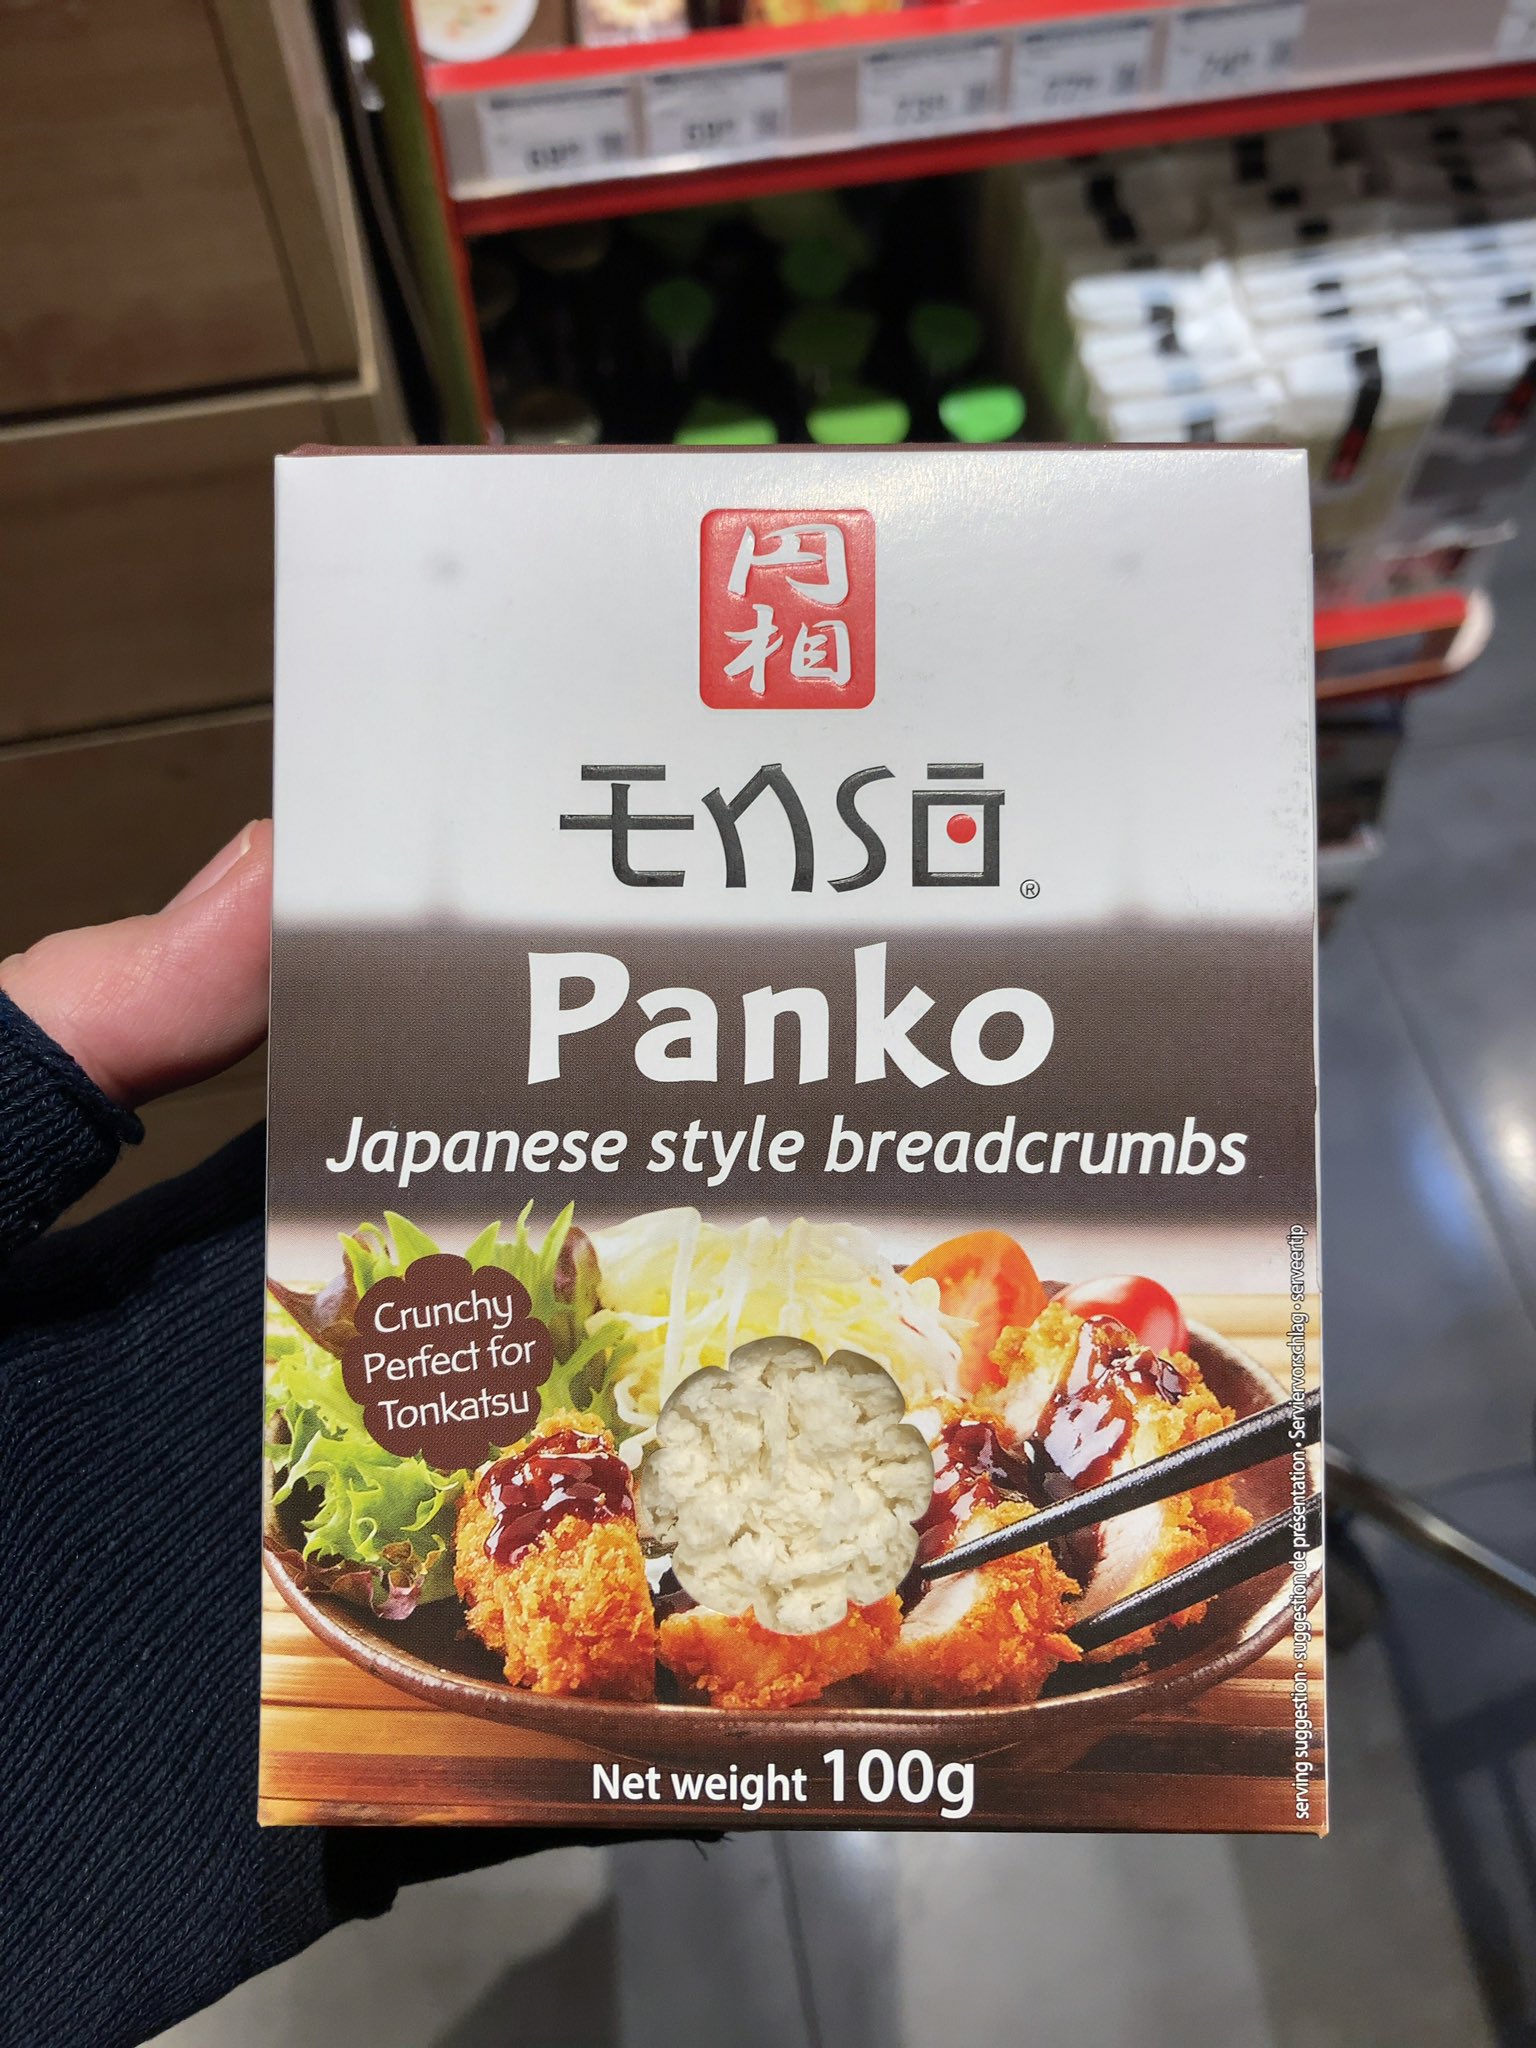 円
相
Ensō®
Panko
Japanese style breadcrumbs
Crunchy
Perfect for
Tonkatsu
serving suggestion • suggestion de présentation • Serviervorschlag • serveertip
Net weight 100g